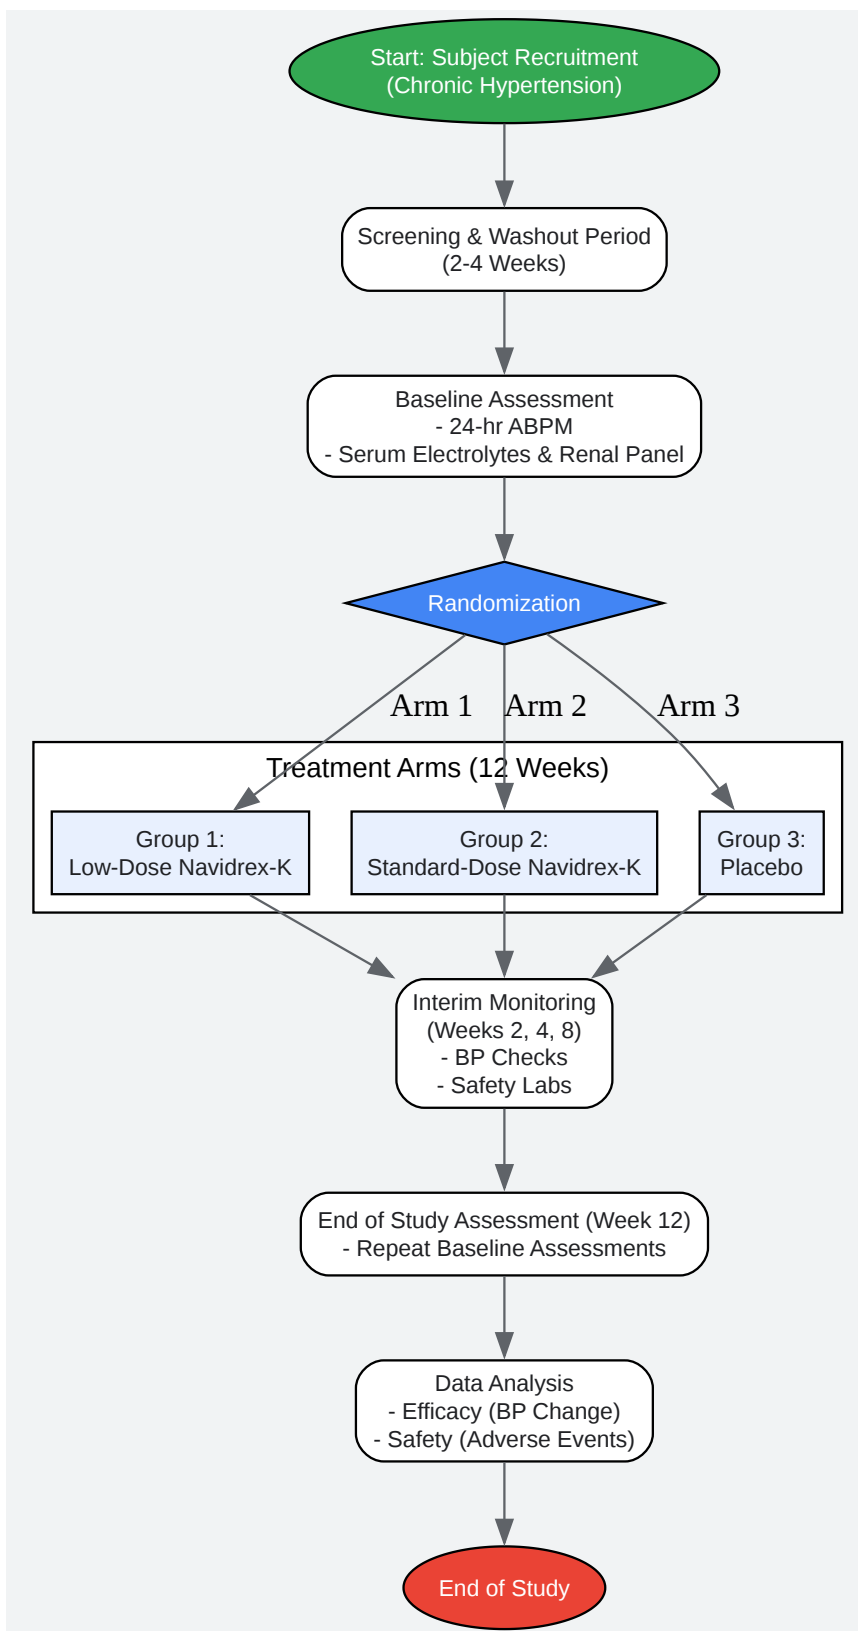 Start: Subject Recruitment
(Chronic Hypertension)
Screening & Washout Period
(2-4 Weeks)
Baseline Assessment
- 24-hr ABPM
- Serum Electrolytes & Renal Panel
Randomization
Arm 1
Arm 2
Arm 3
Treatment Arms (12 Weeks)
Group 1:
Low-Dose Navidrex-K
Group 2:
Standard-Dose Navidrex-K
Group 3:
Placebo
Interim Monitoring
(Weeks 2, 4, 8)
- BP Checks
- Safety Labs
End of Study Assessment (Week 12)
- Repeat Baseline Assessments
Data Analysis
- Efficacy (BP Change)
- Safety (Adverse Events)
End of Study